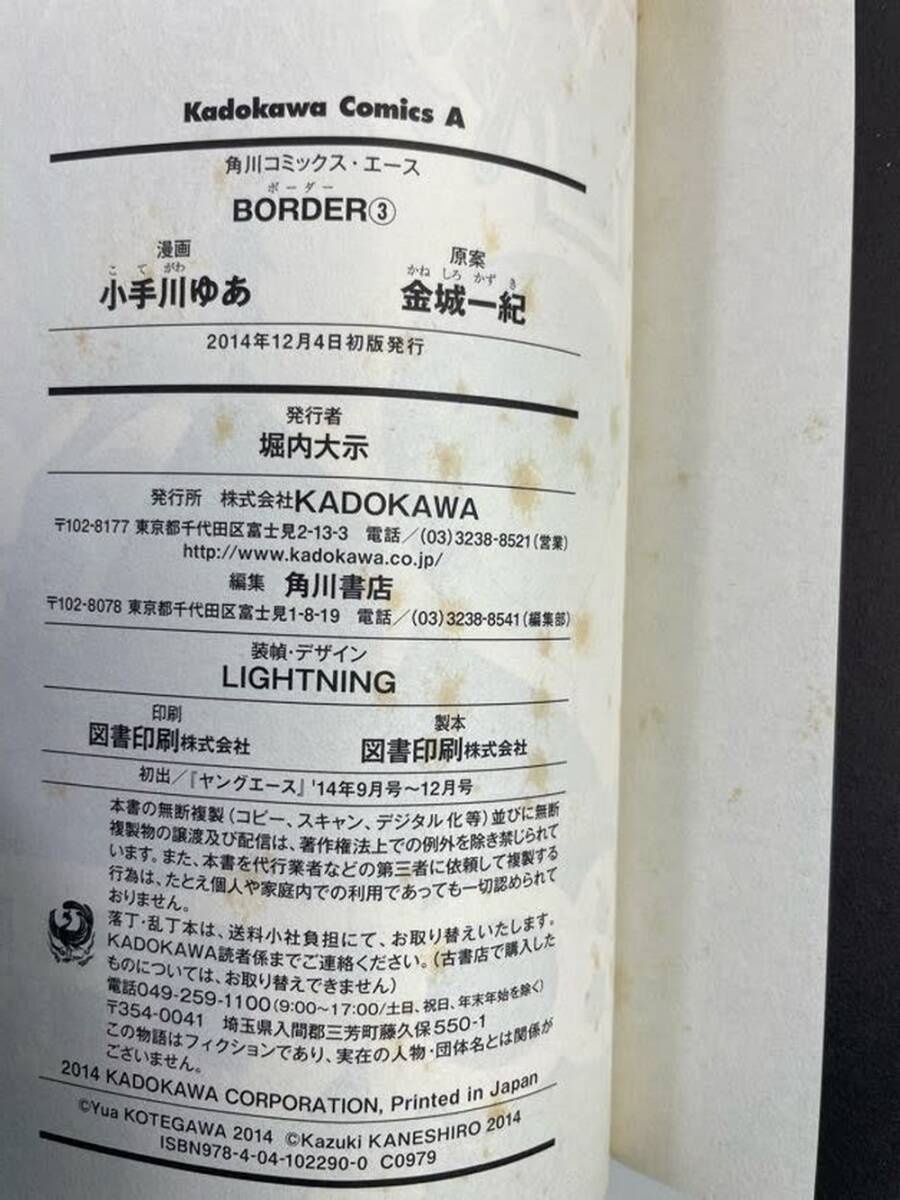 Kadokawa Comics A
角川コミックス・エース
ボーダー
BORDER③
漫画
こてがわ
小手川ゆあ
原案
かねしろかずき
金城一紀
2014年12月4日初版発行
発行者
堀内大示
発行所 株式会社KADOKAWA
〒102-8177 東京都千代田区富士見2-13-3 電話/(03)3238-8521(営業)
http://www.kadokawa.co.jp/
編集 角川書店
〒102-8078 東京都千代田区富士見1-8-19 電話/(03)3238-8541(編集部)
装幀・デザイン
LIGHTNING
印刷
図書印刷株式会社
製本
図書印刷株式会社
初出/『ヤングエース』'14年9月号~12月号
本書の無断複製(コピー、スキャン、デジタル化等)並びに無断
複製物の譲渡及び配信は、著作権法上での例外を除き禁じられて
います。また、本書を代行業者などの第三者に依頼して複製する
行為は、たとえ個人や家庭内での利用であっても一切認められて
おりません。
落丁・乱丁本は、送料小社負担にて、お取り替えいたします。
KADOKAWA読者係までご連絡ください。(古書店で購入した
ものについては、お取り替えできません)
電話049-259-1100(9:00~17:00/土日、祝日、年末年始を除く)
〒354-0041 埼玉県入間郡三芳町藤久保550-1
この物語はフィクションであり、実在の人物・団体名とは関係が
ございません。
2014 KADOKAWA CORPORATION, Printed in Japan
©Yua KOTEGAWA 2014 ©Kazuki KANESHIRO 2014
ISBN978-4-04-102290-0 C0979